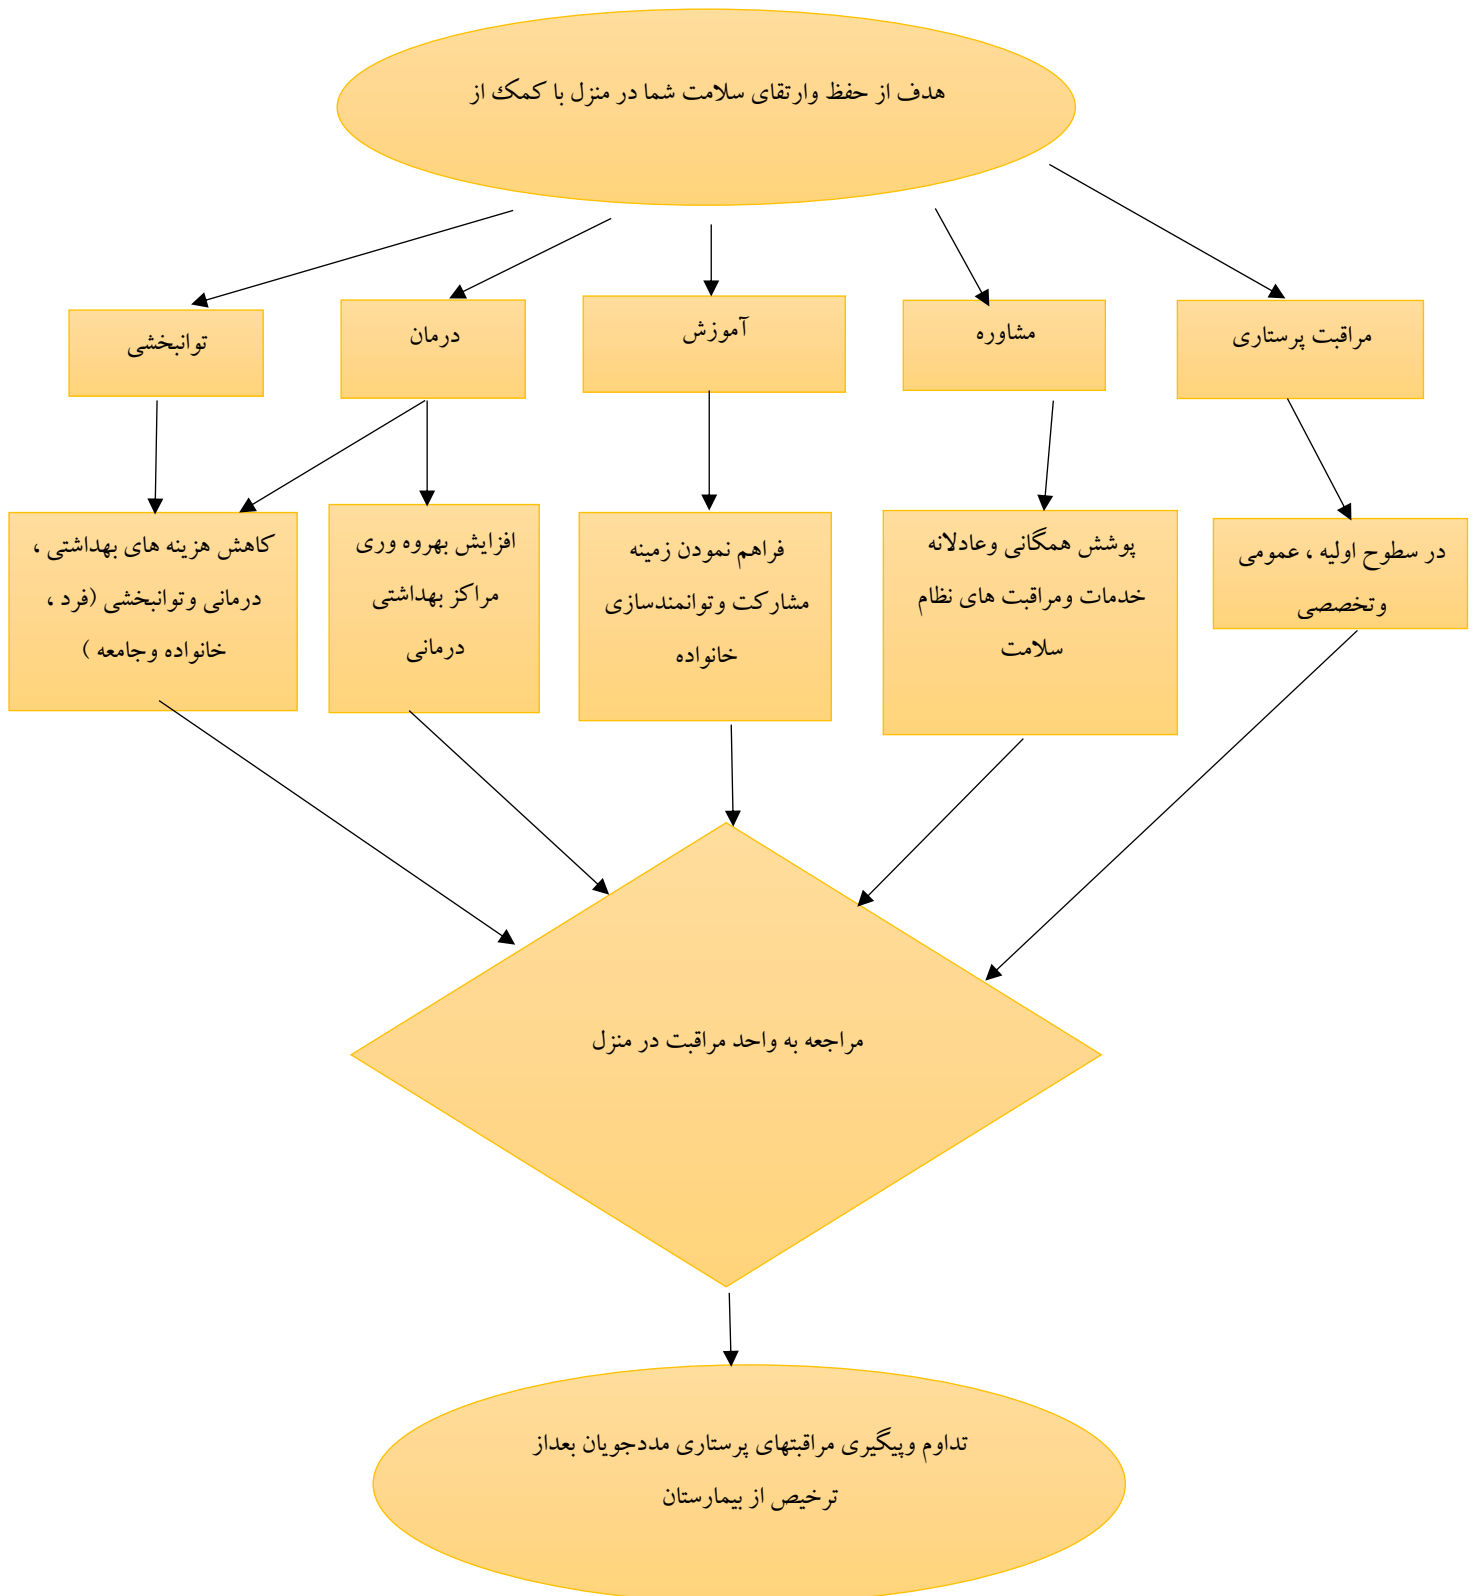 هدف از حفظ وارتقای سلامت شما در منزل با کمک از
مراقبت پرستاری
مشاوره
آموزش
درمان
توانبخشی
در سطوح اولیه ، عمومی
وتخصصی
پوشش همگانی وعادلانه
خدمات ومراقبت های نظام
سلامت
فراهم نمودن زمینه
مشارکت وتوانمندسازی
خانواده
افزایش بهروه وری
مراکز بهداشتی
درمانی
کاهش هزینه های بهداشتی ،
درمانی وتوانبخشی (فرد ،
خانواده وجامعه )
مراجعه به واحد مراقبت در منزل
تداوم وپیگیری مراقبتهای پرستاری مددجویان بعداز
ترخیص از بیمارستان